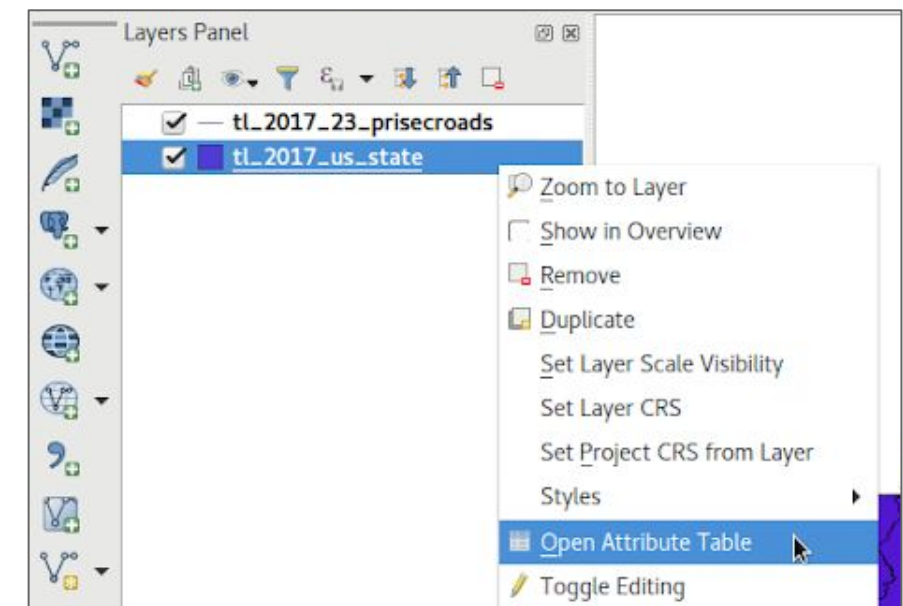 Layers Panel
tl_2017_23_prisecroads
tl_2017_us_state
Zoom to Layer
Show in Overview
Remove
Duplicate
Set Layer Scale Visibility
Set Layer CRS
Set Project CRS from Layer
Styles
Open Attribute Table
Toggle Editing